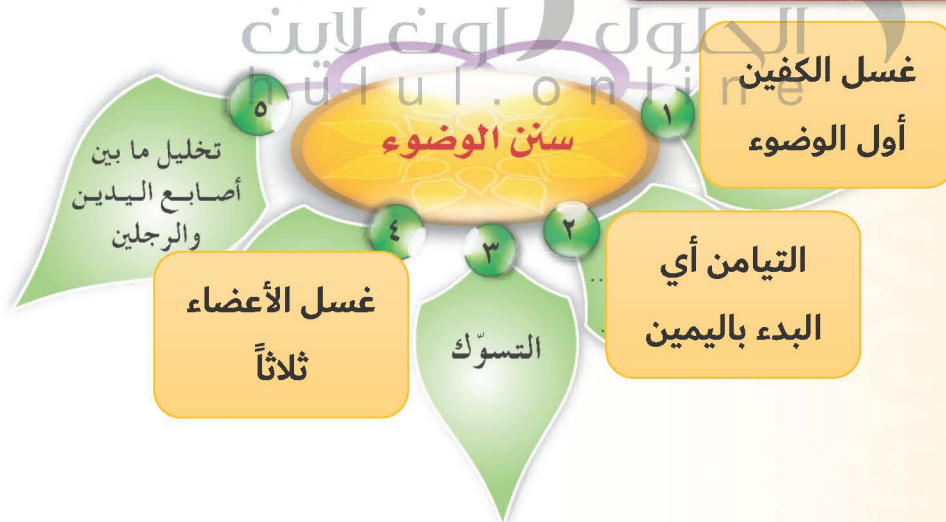 الحلول اون لاين
hulul.online
سنن الوضوء
١
غسل الكفين
أول الوضوء
٢
التيامن أي
البدء باليمين
٣
التسوّك
٤
غسل الأعضاء
ثلاثاً
٥
تخليل ما بين
أصابع اليدين
والرجلين